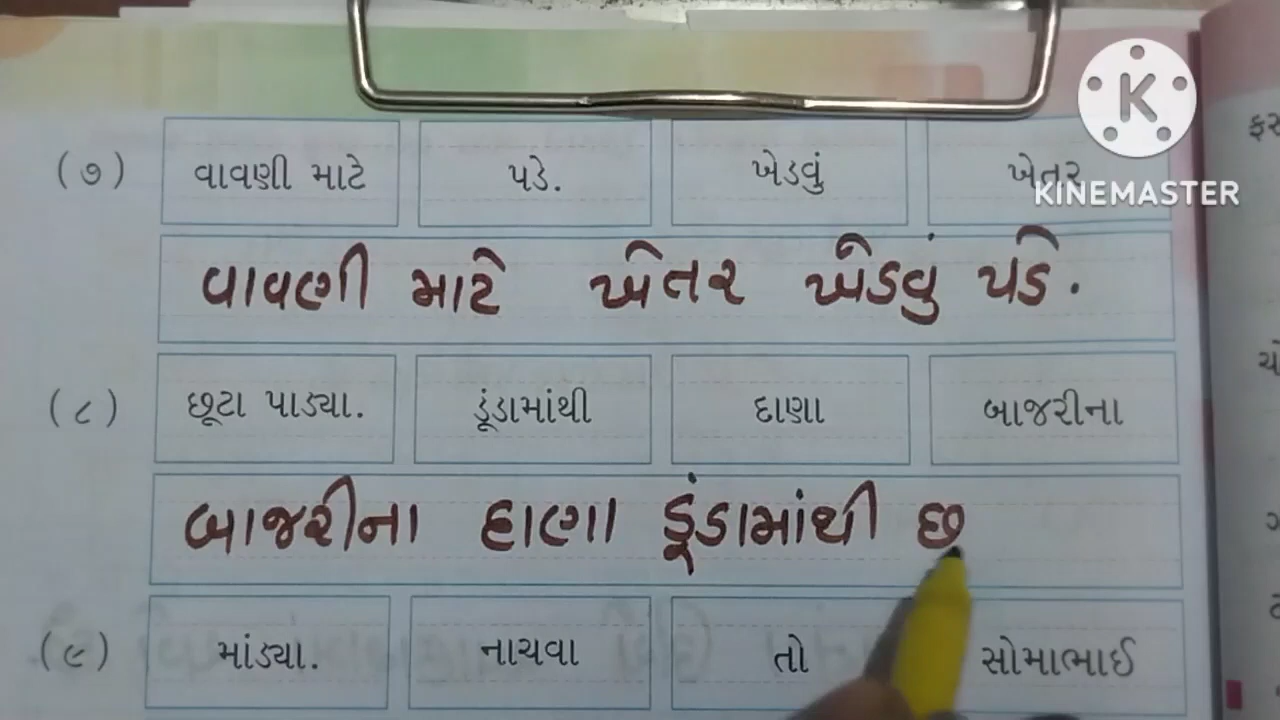 (૭) વાવણી માટે પડે. ખેડવું ખેતર
K
KINEMASTER
વાવણી માટે ખેતર ખેડવું પડે.
(૮) છૂટા પાડ્યા. ડૂંડામાંથી દાણા બાજરીના
બાજરીના દાણા ડૂંડામાંથી છ
(૯) માંડ્યા. નાચવા તો સોમાભાઈ